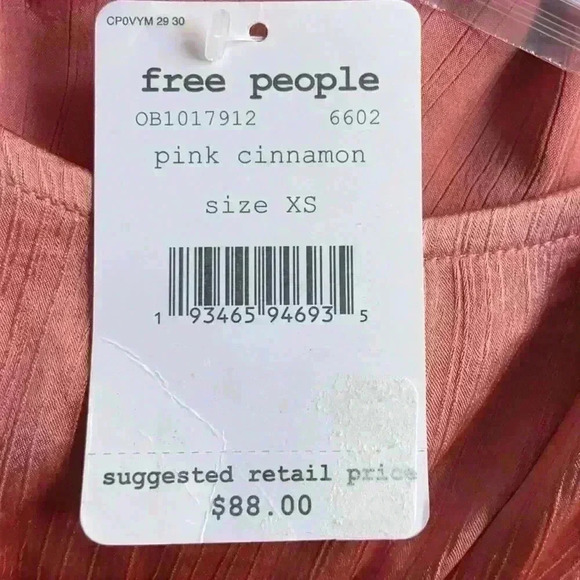 CP0VYM 29 30
free people
OB1017912 6602
pink cinnamon
size XS
1 93465 94693 5
suggested retail price
$88.00